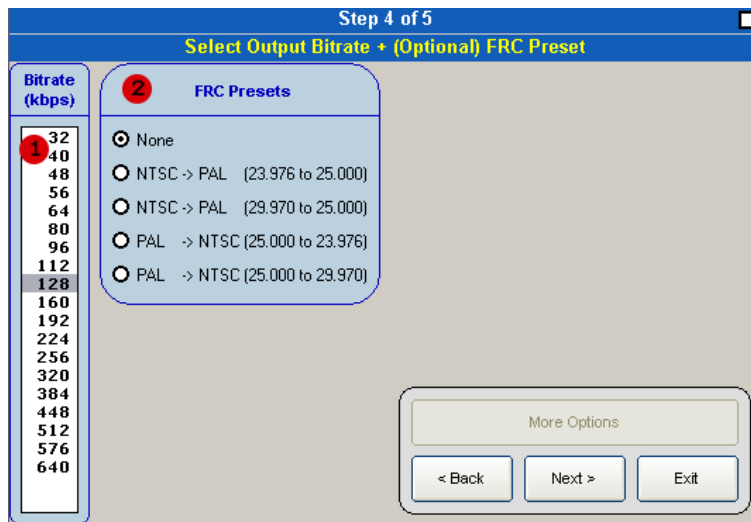 Step 4 of 5
Select Output Bitrate + (Optional) FRC Preset
Bitrate
(kbps)
1
32
40
48
56
64
80
96
112
128
160
192
224
256
320
384
448
512
576
640
2
FRC Presets
None
NTSC -> PAL (23.976 to 25.000)
NTSC -> PAL (29.970 to 25.000)
PAL -> NTSC (25.000 to 23.976)
PAL -> NTSC (25.000 to 29.970)
More Options
< Back
Next >
Exit